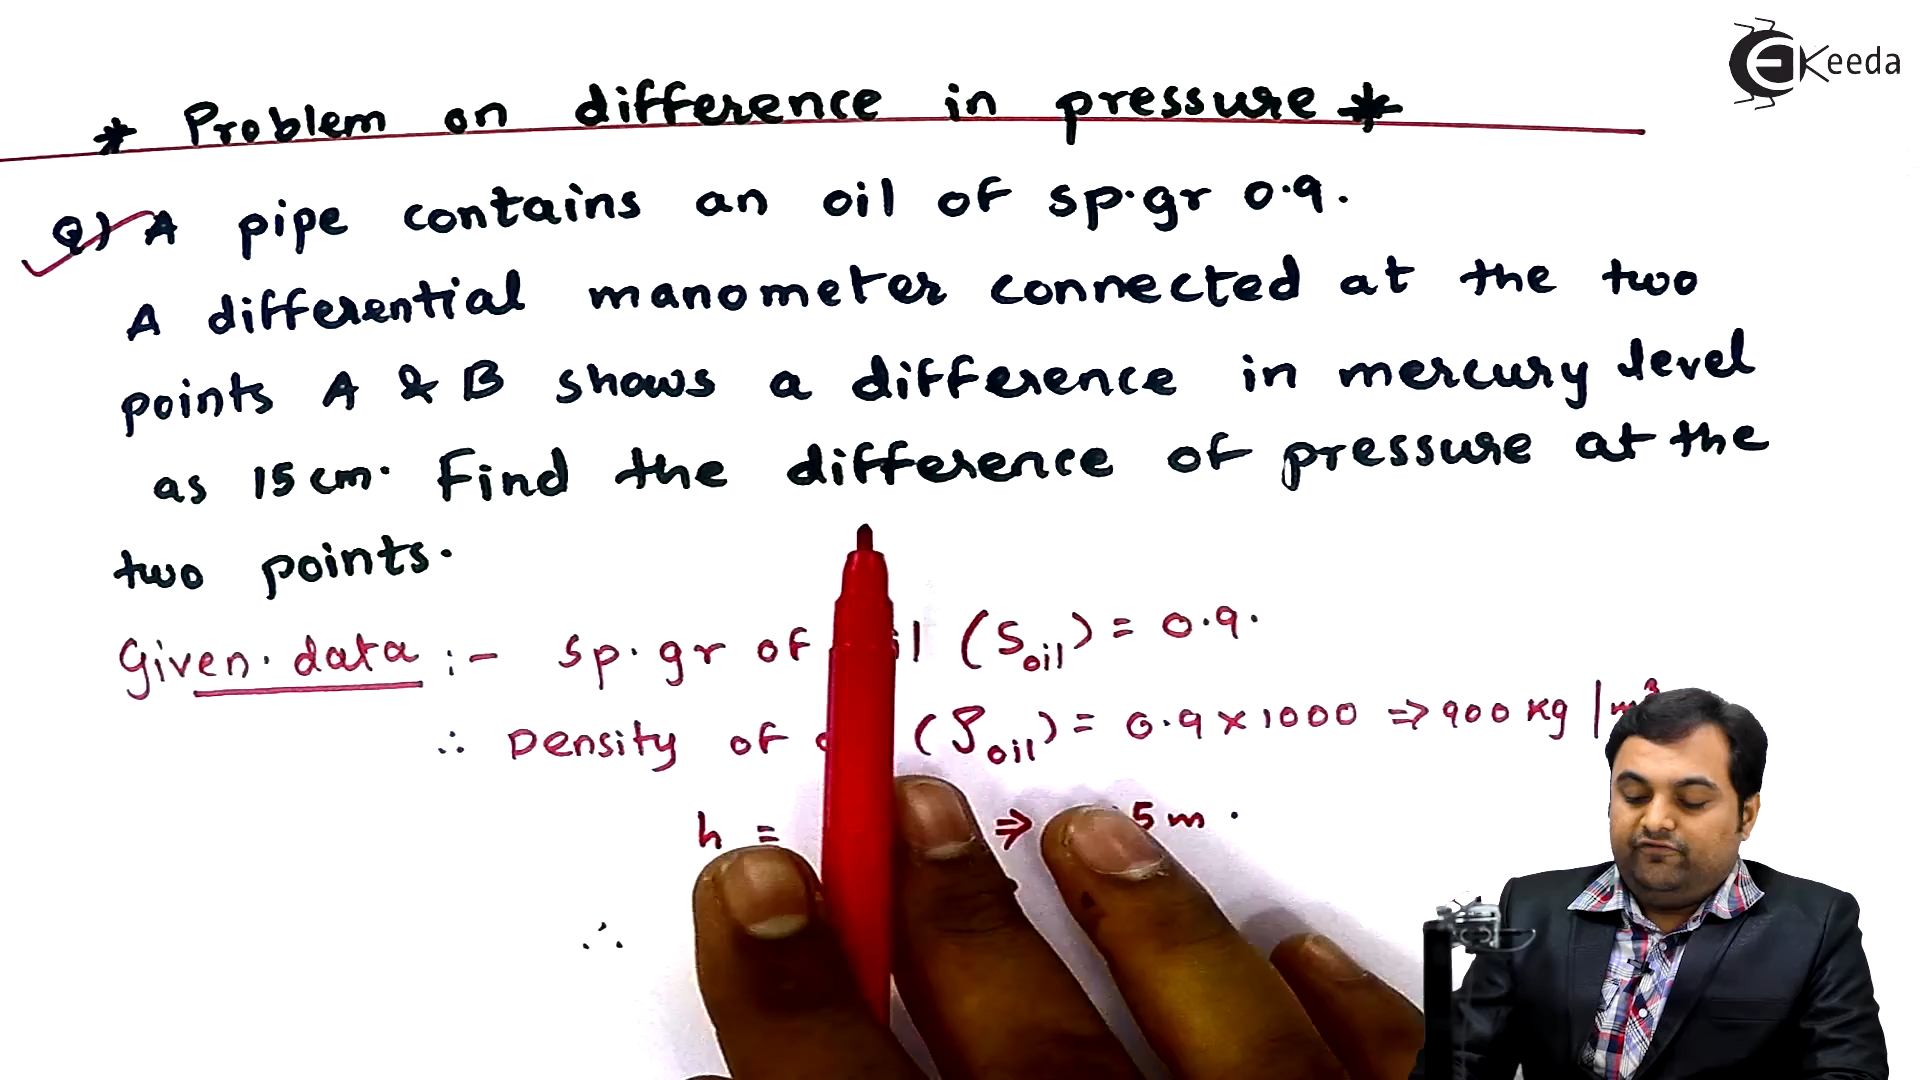 EKeeda
* Problem on difference in pressure *
Q) A pipe contains an oil of sp.gr 0.9.
A differential manometer connected at the two
points A & B shows a difference in mercury level
as 15 cm. Find the difference of pressure at the
two points.
Given data :- Sp.gr of (Soil) = 0.9.
∴ Density of (ρoil) = 0.9 × 1000 ⇒ 900 kg | m³
h = ⇒ 5 m.
∴